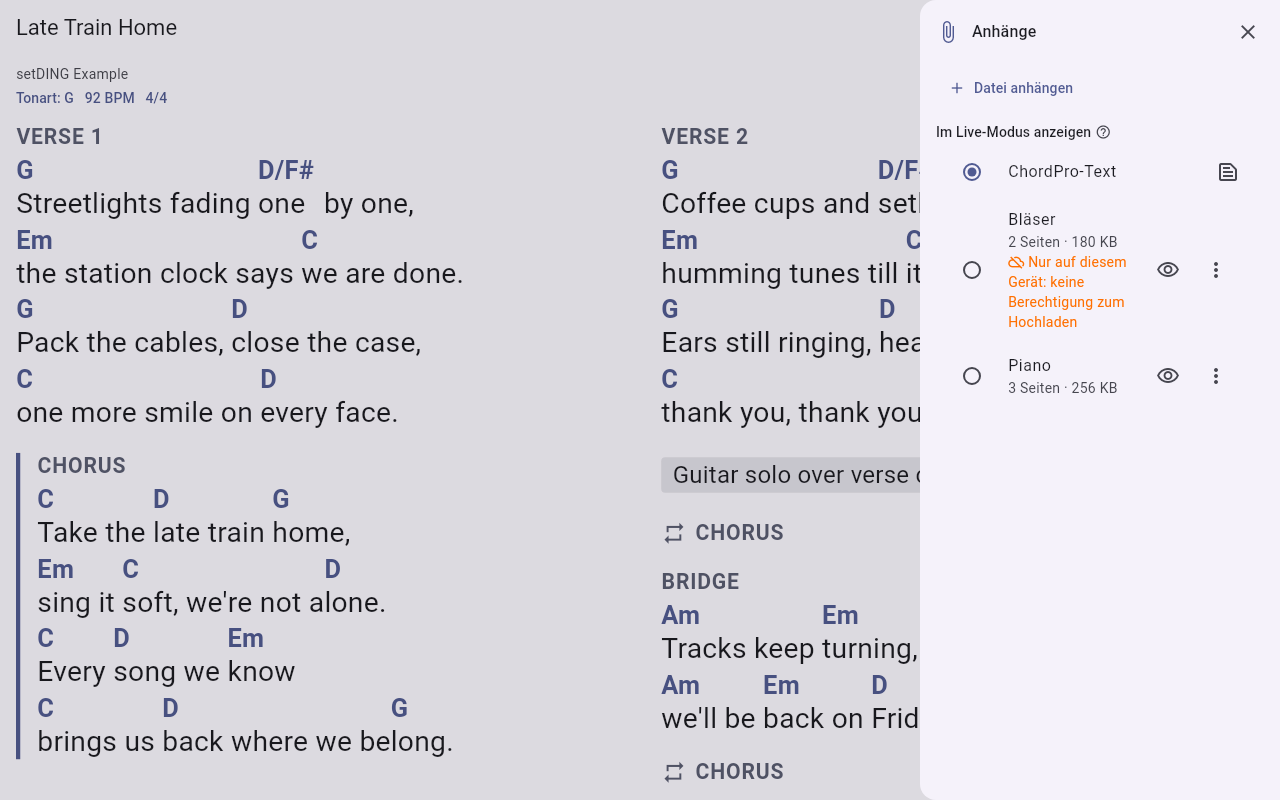 Late Train Home
setDING Example
Tonart: G 92 BPM 4/4
VERSE 1
G D/F#
Streetlights fading one by one,
Em C
the station clock says we are done.
G D
Pack the cables, close the case,
C D
one more smile on every face.
CHORUS
C D G
Take the late train home,
Em C D
sing it soft, we're not alone.
C D Em
Every song we know
C D G
brings us back where we belong.
VERSE 2
G D/F
Coffee cups and
Em C
humming tunes till it
G D
Ears still ringing,
C
thank you, thank you
Guitar solo over verse
CHORUS
BRIDGE
Am Em
Tracks keep turning,
Am Em D
we'll be back on
CHORUS
Anhänge
Datei anhängen
Im Live-Modus anzeigen
ChordPro-Text
Bläser
2 Seiten · 180 KB
Nur auf diesem
Gerät: keine
Berechtigung zum
Hochladen
Piano
3 Seiten · 256 KB